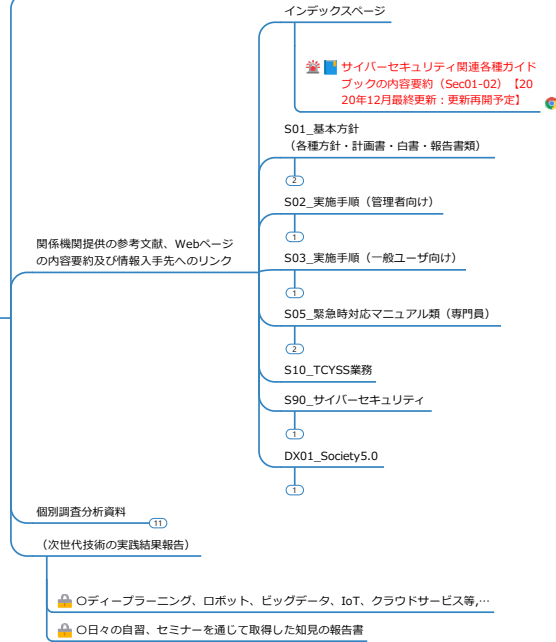 インデックスページ
サイバーセキュリティ関連各種ガイド
ブックの内容要約（Sec01-02）【20
20年12月最終更新：更新再開予定】
S01_基本方針
（各種方針・計画書・白書・報告書類）
2
S02_実施手順（管理者向け）
1
関係機関提供の参考文献、Webページ
の内容要約及び情報入手先へのリンク
S03_実施手順（一般ユーザ向け）
1
S05_緊急時対応マニュアル類（専門員）
2
S10_TCYSS業務
S90_サイバーセキュリティ
1
DX01_Society5.0
1
個別調査分析資料
11
（次世代技術の実践結果報告）
〇ディープラーニング、ロボット、ビッグデータ、IoT、クラウドサービス等,…
〇日々の自習、セミナーを通じて取得した知見の報告書